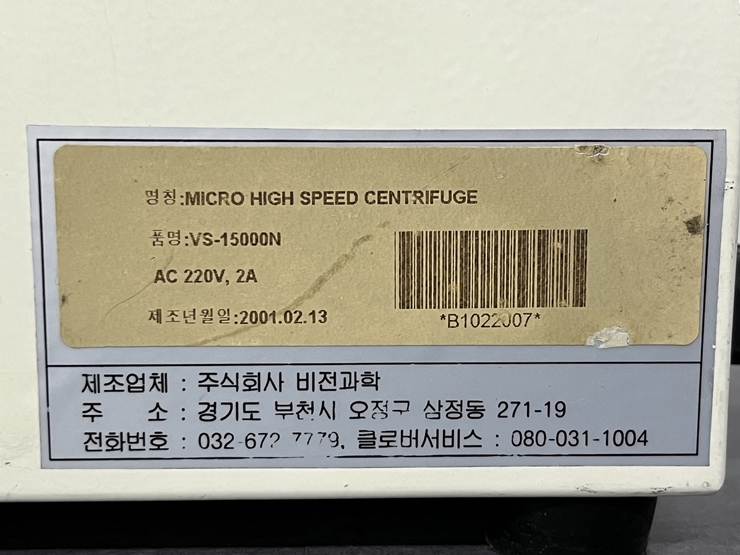 명칭:MICRO HIGH SPEED CENTRIFUGE
품명:VS-15000N
AC 220V, 2A
제조년월일:2001.02.13
*B1022007*
제조업체 : 주식회사 비전과학
주 소 : 경기도 부천시 오정구 삼정동 271-19
전화번호 : 032-672-7779, 클로버서비스 : 080-031-1004